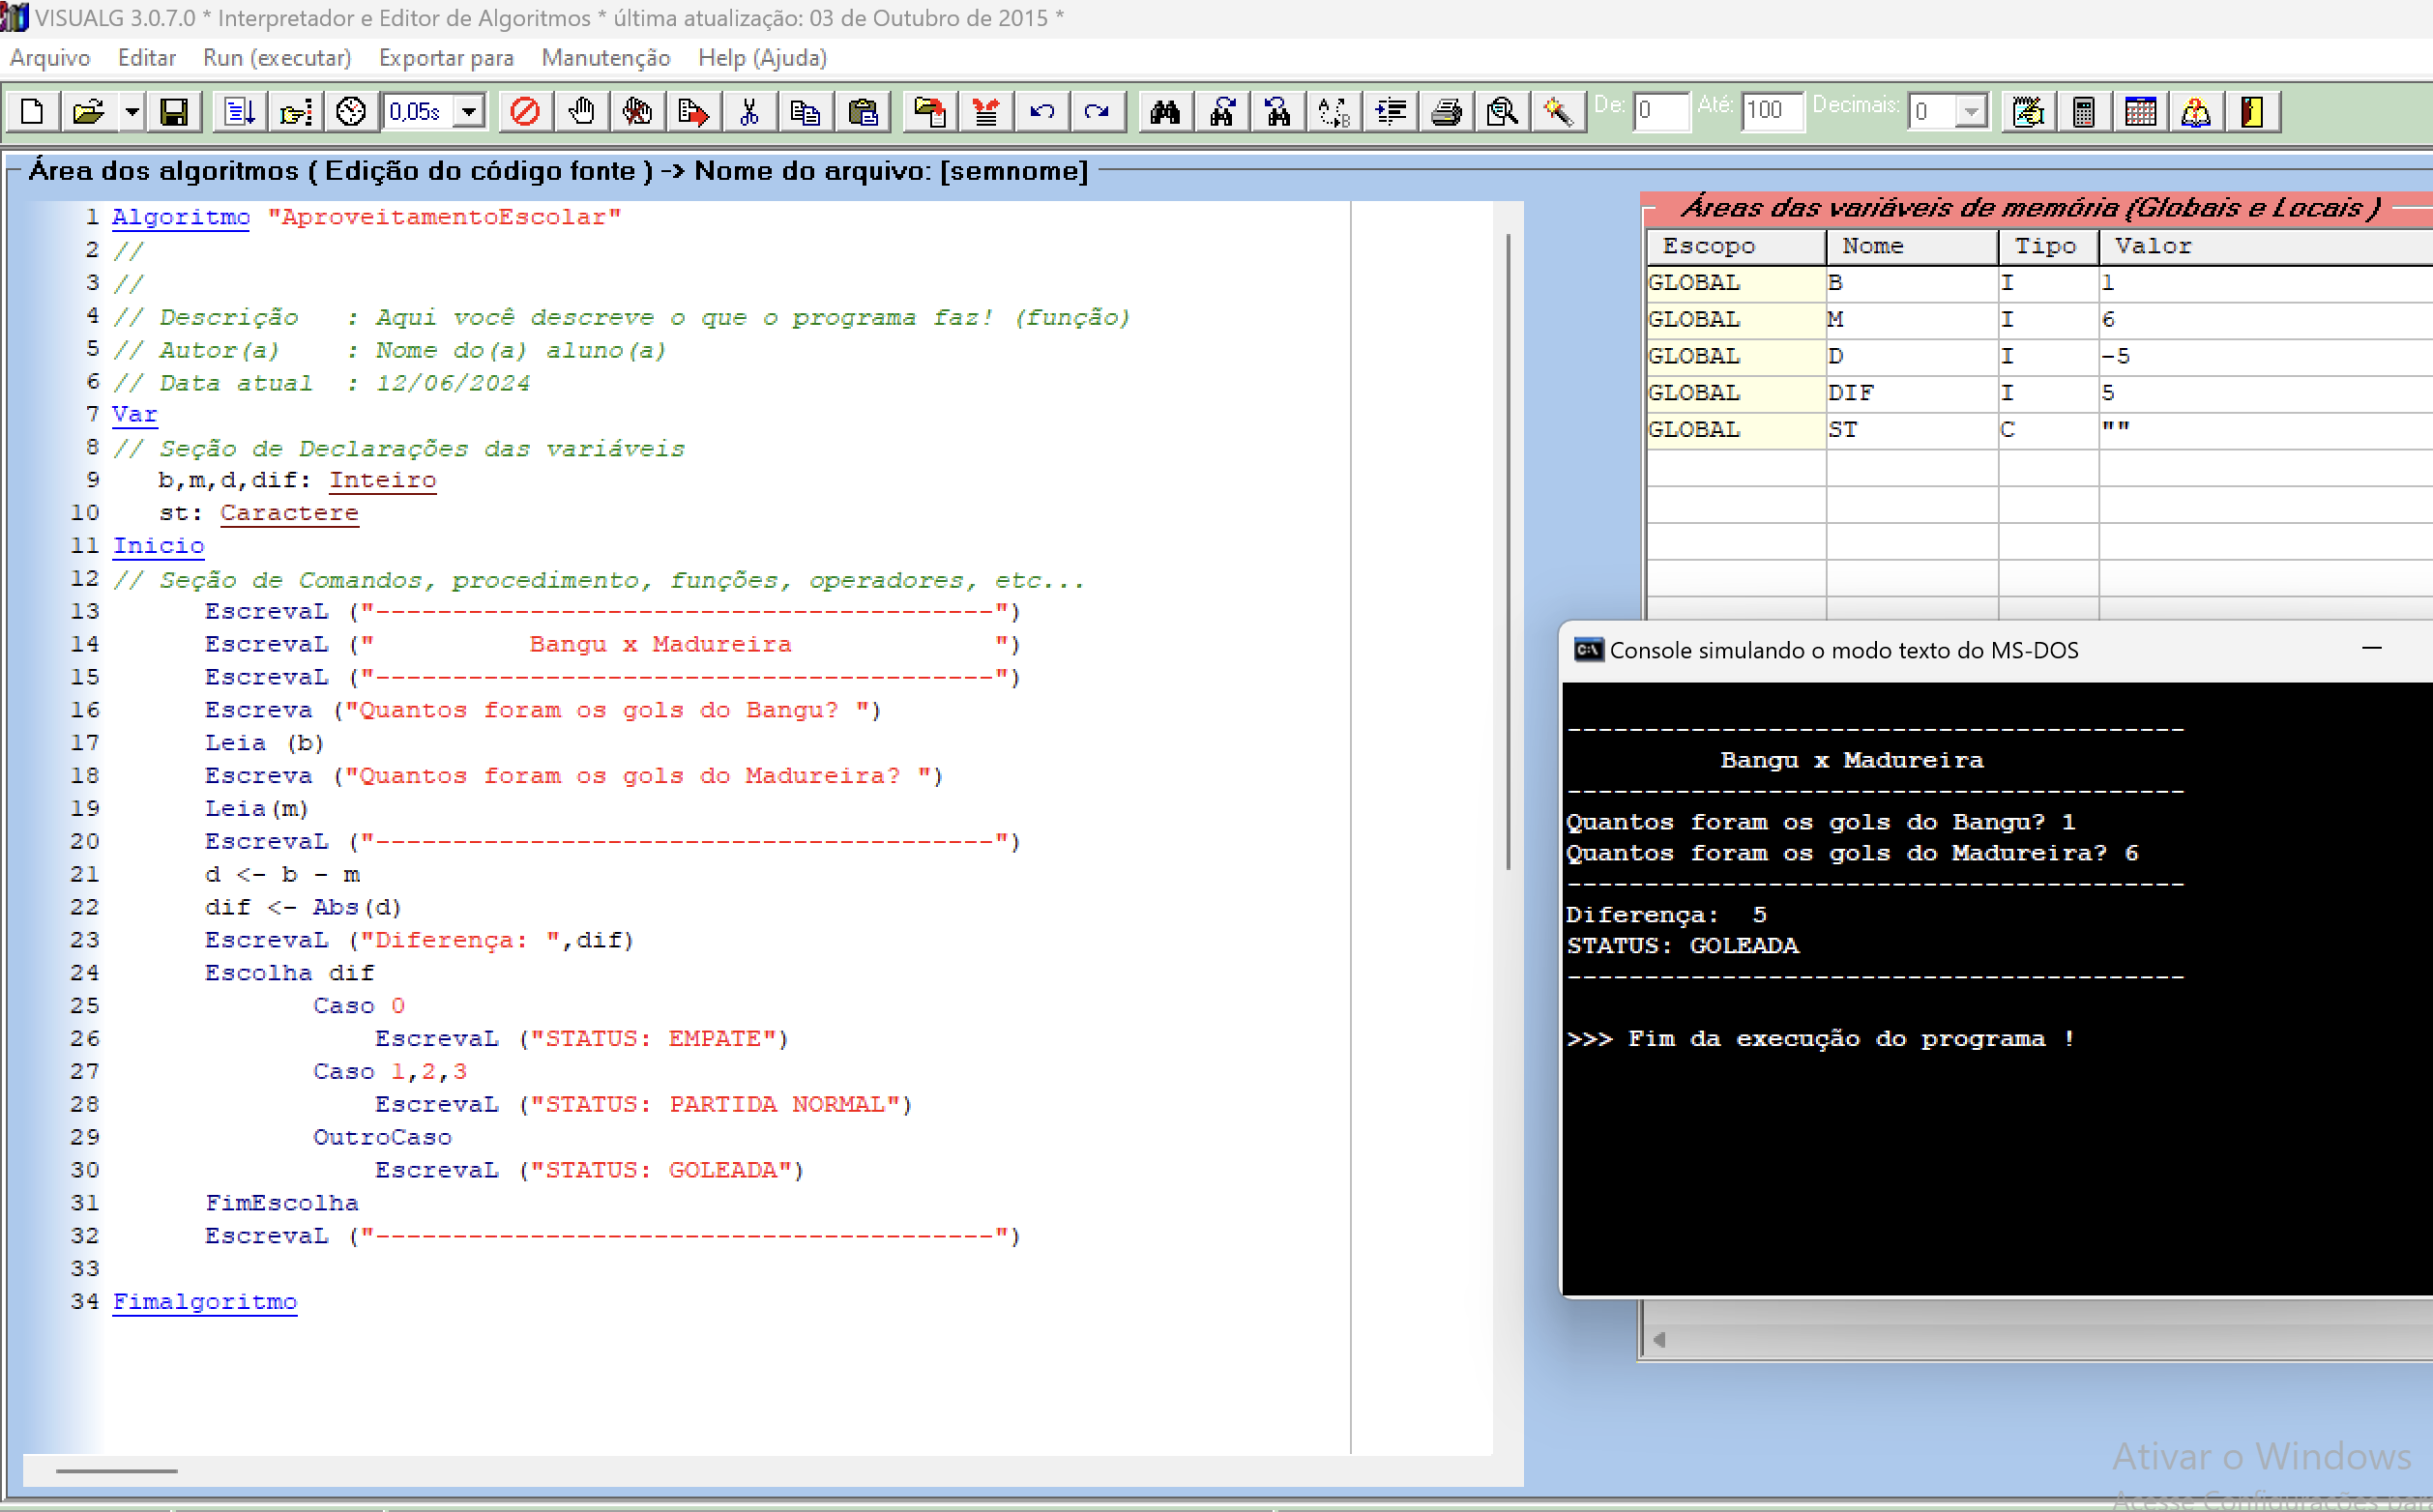 VISUALG 3.0.7.0 * Interpretador e Editor de Algoritmos * última atualização: 03 de Outubro de 2015 *
Arquivo Editar Run (executar) Exportar para Manutenção Help (Ajuda)
0,05s De: 0 Até: 100 Decimais: 0
Área dos algoritmos ( Edição do código fonte ) -> Nome do arquivo: [semnome]
1 Algoritmo "AproveitamentoEscolar"
2 //
3 //
4 // Descrição   : Aqui você descreve o que o programa faz! (função)
5 // Autor(a)    : Nome do(a) aluno(a)
6 // Data atual  : 12/06/2024
7 Var
8 // Seção de Declarações das variáveis
9    b,m,d,dif: Inteiro
10    st: Caractere
11 Inicio
12 // Seção de Comandos, procedimento, funções, operadores, etc...
13       EscrevaL ("----------------------------------------")
14       EscrevaL ("          Bangu x Madureira             ")
15       EscrevaL ("----------------------------------------")
16       Escreva ("Quantos foram os gols do Bangu? ")
17       Leia (b)
18       Escreva ("Quantos foram os gols do Madureira? ")
19       Leia(m)
20       EscrevaL ("----------------------------------------")
21       d <- b - m
22       dif <- Abs(d)
23       EscrevaL ("Diferença: ",dif)
24       Escolha dif
25              Caso 0
26                  EscrevaL ("STATUS: EMPATE")
27              Caso 1,2,3
28                  EscrevaL ("STATUS: PARTIDA NORMAL")
29              OutroCaso
30                  EscrevaL ("STATUS: GOLEADA")
31       FimEscolha
32       EscrevaL ("----------------------------------------")
33
34 Fimalgoritmo
Áreas das variáveis de memória (Globais e Locais )
Escopo Nome Tipo Valor
GLOBAL B I 1
GLOBAL M I 6
GLOBAL D I -5
GLOBAL DIF I 5
GLOBAL ST C ""
Console simulando o modo texto do MS-DOS
----------------------------------------
          Bangu x Madureira
----------------------------------------
Quantos foram os gols do Bangu? 1
Quantos foram os gols do Madureira? 6
----------------------------------------
Diferença:  5
STATUS: GOLEADA
----------------------------------------
>>> Fim da execução do programa !
Ativar o Windows
Acesse Configurações par